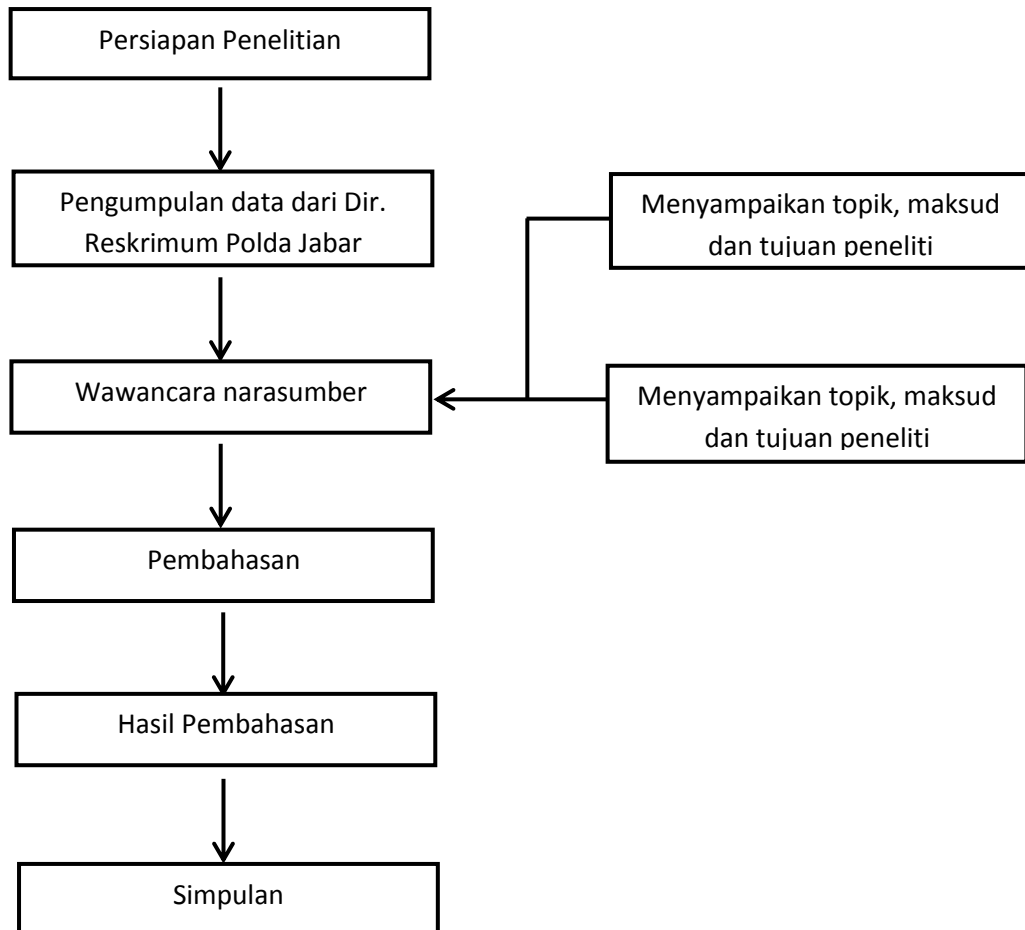 Persiapan Penelitian
Pengumpulan data dari Dir.
Reskrimum Polda Jabar
Menyampaikan topik, maksud
dan tujuan peneliti
Wawancara narasumber
Menyampaikan topik, maksud
dan tujuan peneliti
Pembahasan
Hasil Pembahasan
Simpulan